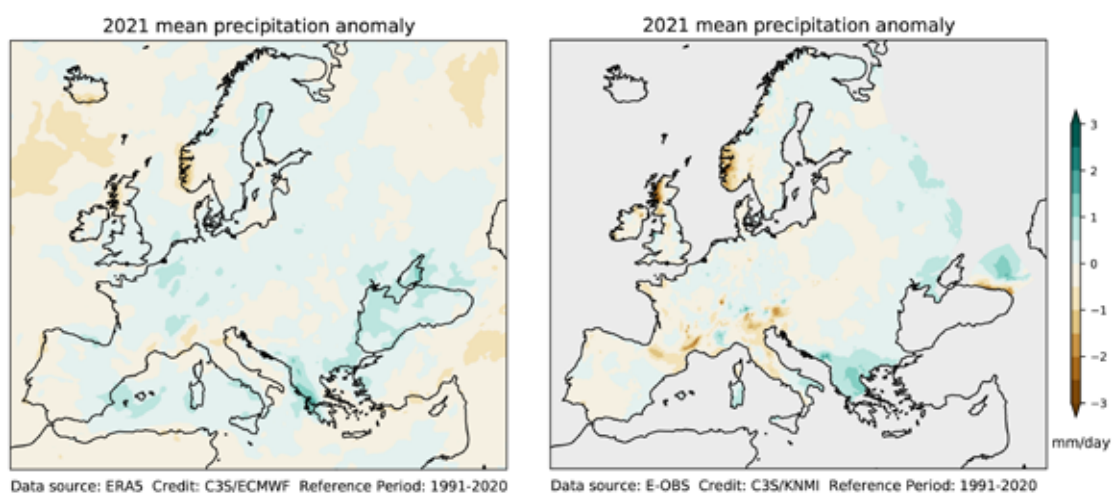 2021 mean precipitation anomaly
2021 mean precipitation anomaly
3
2
1
0
−1
−2
−3
mm/day
Data source: ERA5 Credit: C3S/ECMWF Reference Period: 1991-2020
Data source: E-OBS Credit: C3S/KNMI Reference Period: 1991-2020